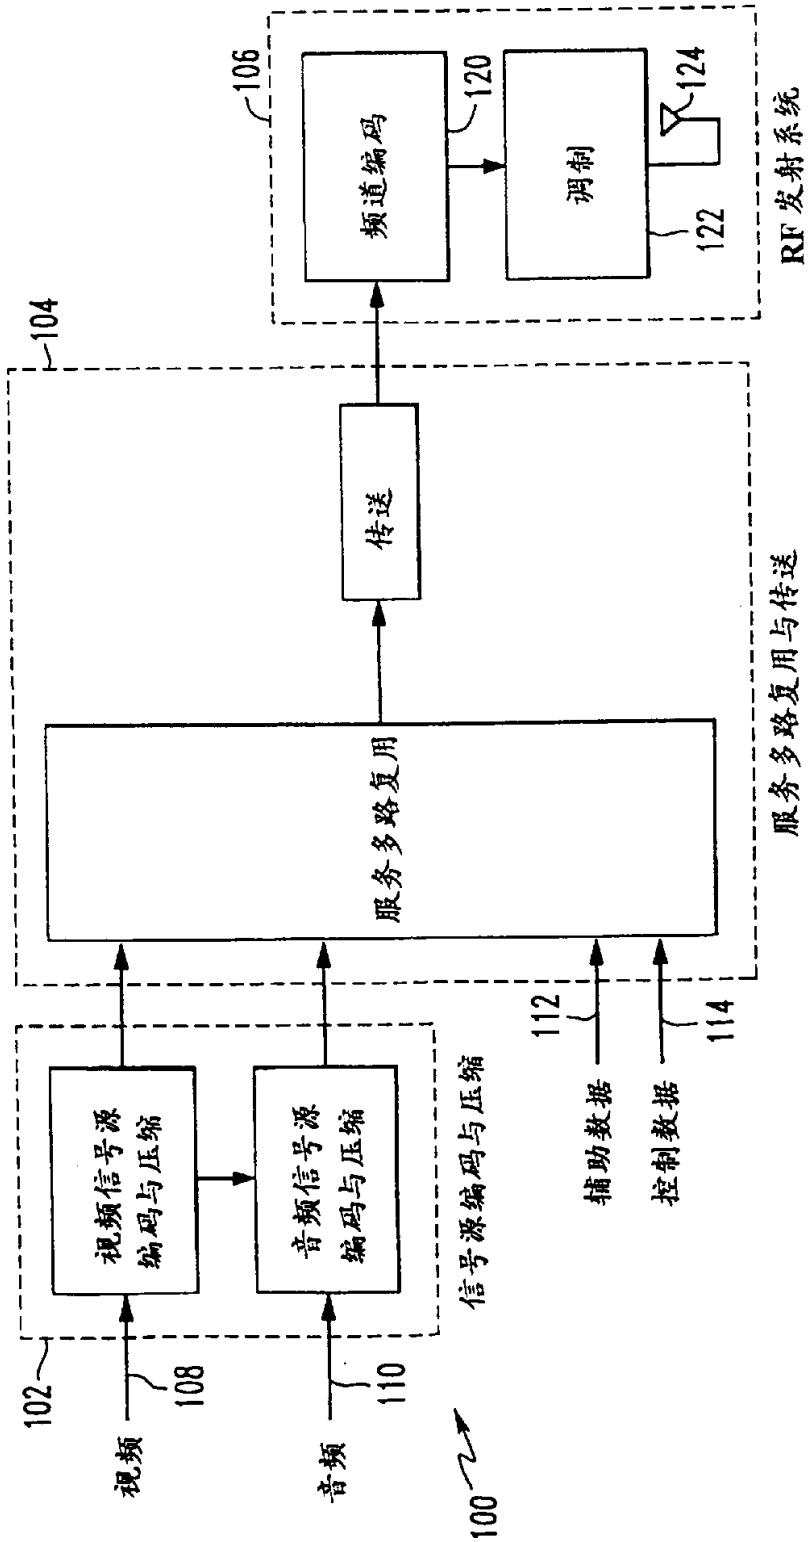 100
视频
108
音频
110
102
视频信号源
编码与压缩
音频信号源
编码与压缩
信号源编码与压缩
辅助数据
112
控制数据
114
104
服务多路复用
传送
服务多路复用与传送
106
频道编码
120
调制
122
124
RF 发射系统